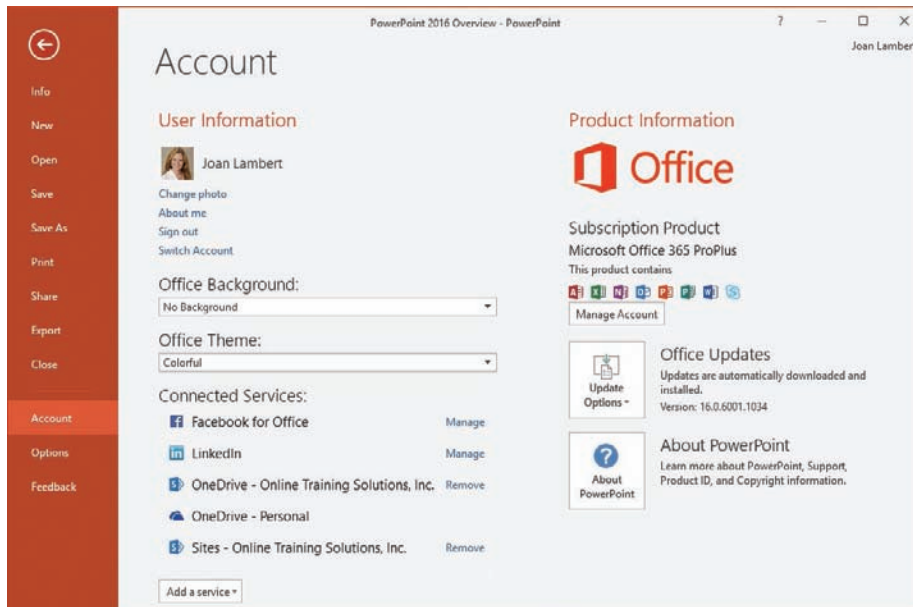 PowerPoint 2016 Overview - PowerPoint
?
Joan Lamber
Info
New
Open
Save
Save As
Print
Share
Export
Close
Account
Options
Feedback
Account
User Information
Joan Lambert
Change photo
About me
Sign out
Switch Account
Office Background:
No Background
Office Theme:
Colorful
Connected Services:
Facebook for Office Manage
LinkedIn Manage
OneDrive - Online Training Solutions, Inc. Remove
OneDrive - Personal
Sites - Online Training Solutions, Inc. Remove
Add a service
Product Information
Office
Subscription Product
Microsoft Office 365 ProPlus
This product contains
Manage Account
Update
Options
Office Updates
Updates are automatically downloaded and
installed.
Version: 16.0.6001.1034
?
About
PowerPoint
About PowerPoint
Learn more about PowerPoint, Support,
Product ID, and Copyright information.